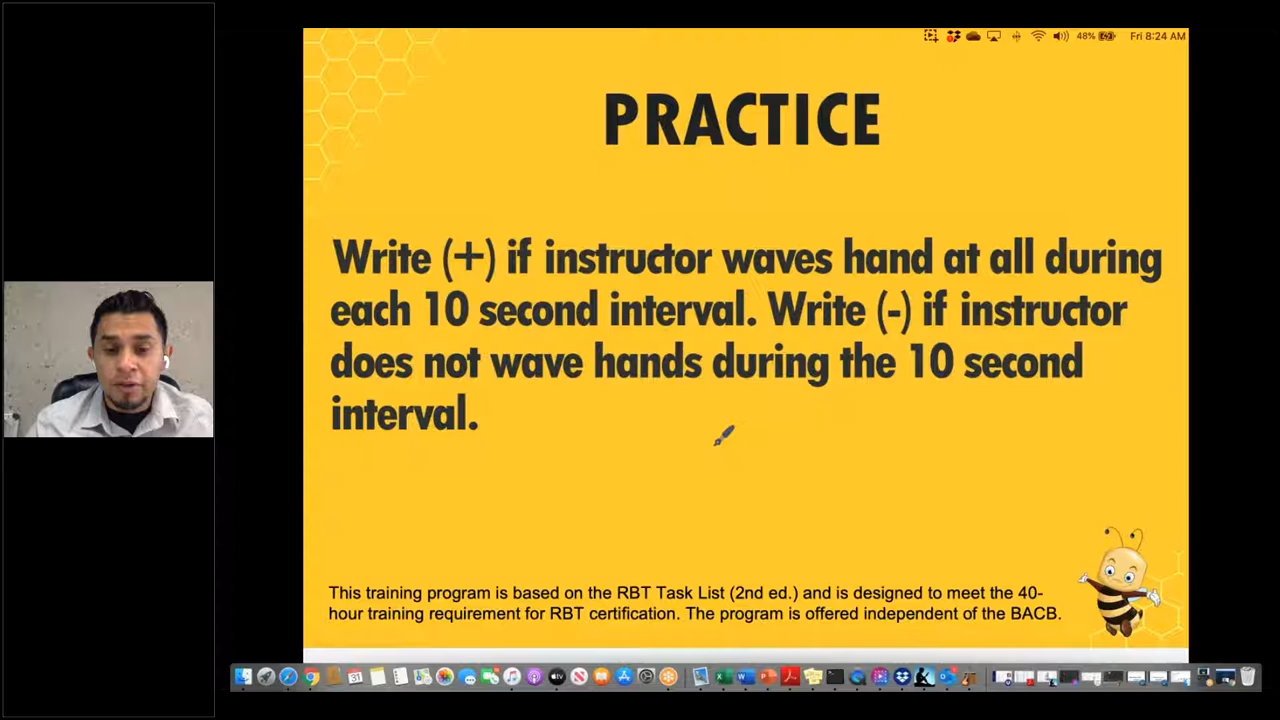 48% Fri 8:24 AM
PRACTICE
Write (+) if instructor waves hand at all during
each 10 second interval. Write (-) if instructor
does not wave hands during the 10 second
interval.
This training program is based on the RBT Task List (2nd ed.) and is designed to meet the 40-
hour training requirement for RBT certification. The program is offered independent of the BACB.